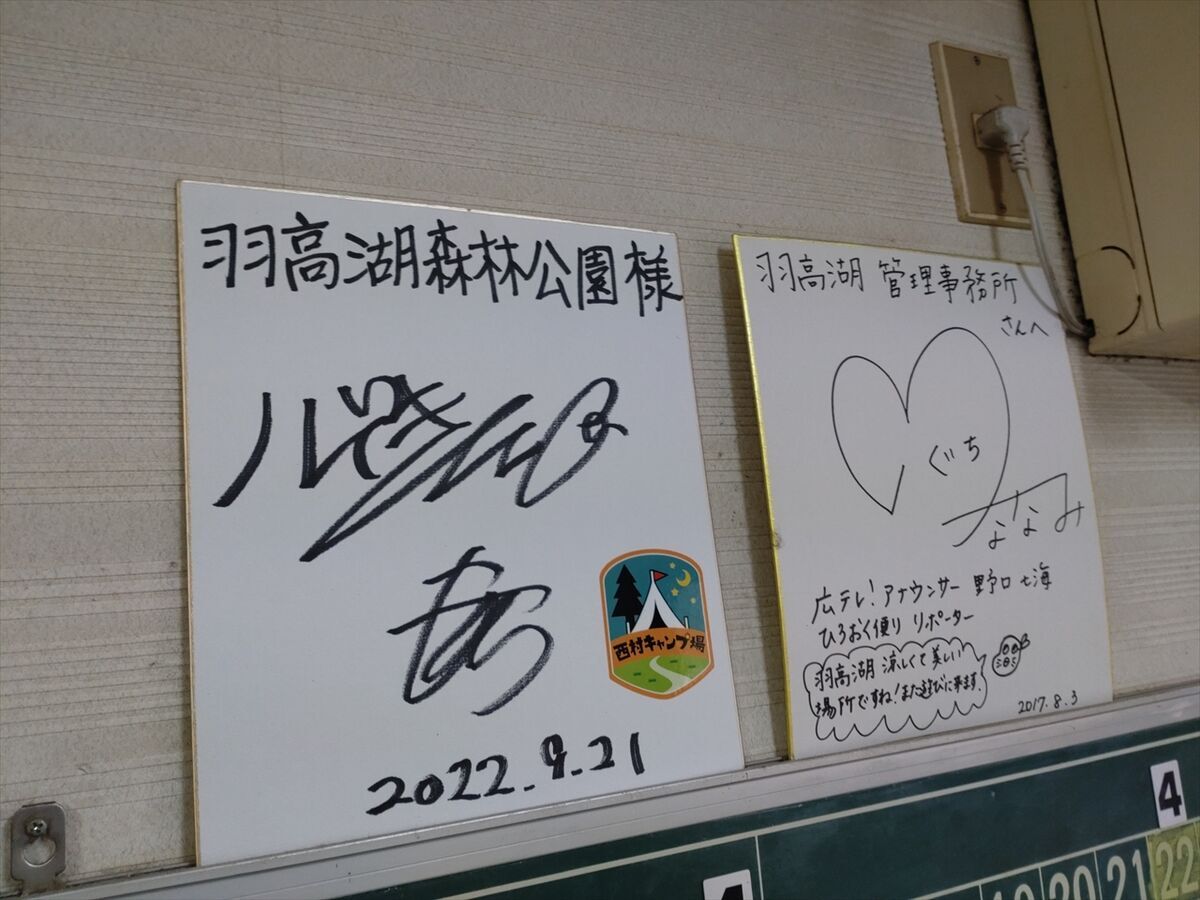 羽高湖森林公園様
西村キャンプ場
2022.9.21
羽高湖 管理事務所
さんへ
ぐち
ななみ
広テレ!アナウンサー 野口 七海
ひろおく便り リポーター
羽高湖 涼しくて美しい
場所ですね!また遊びに来ます.
2017.8.3
4
19 20 21 22